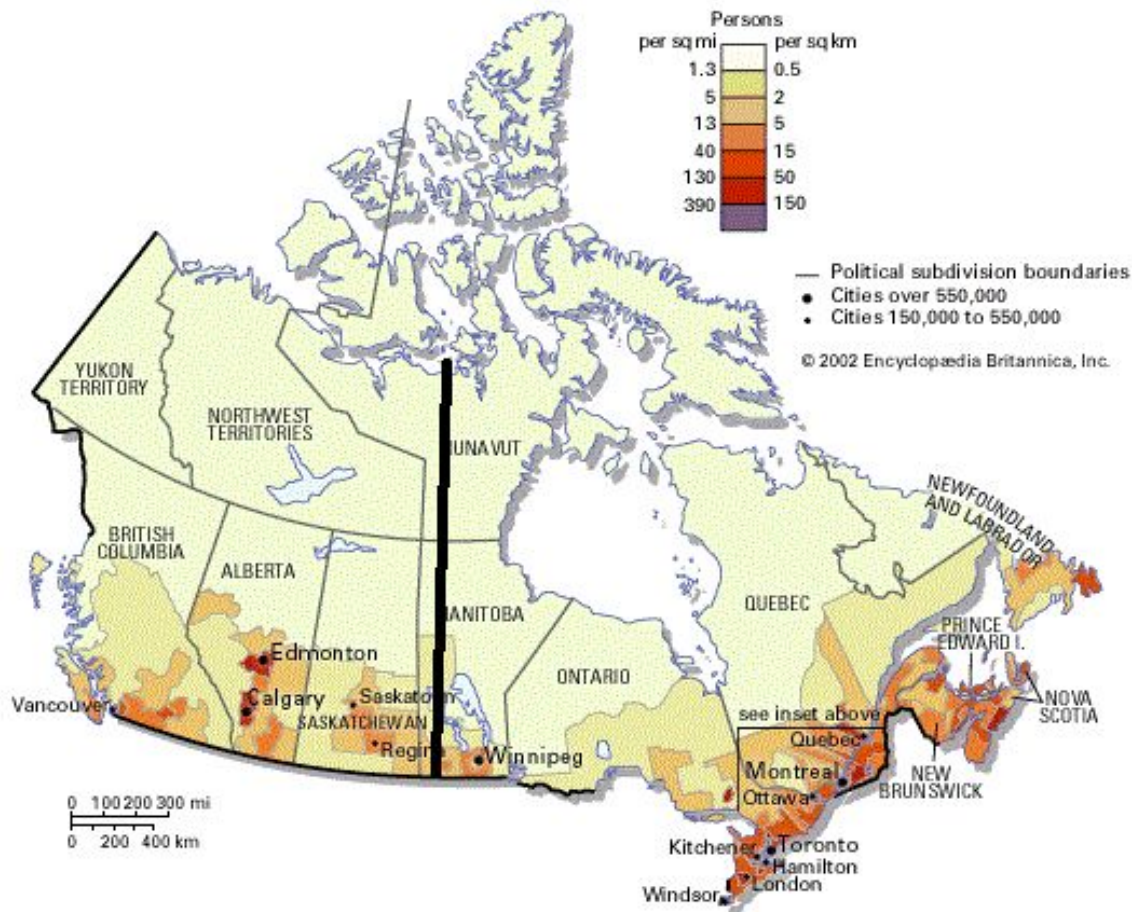 Persons
per sq mi per sq km
1.3 0.5
5 2
13 5
40 15
130 50
390 150
Political subdivision boundaries
Cities over 550,000
Cities 150,000 to 550,000
© 2002 Encyclopædia Britannica, Inc.
YUKON
TERRITORY
NORTHWEST
TERRITORIES
UNAVUT
BRITISH
COLUMBIA
ALBERTA
ANITOBA
ONTARIO
QUEBEC
NEWFOUNDLAND
AND LABRADOR
PRINCE
EDWARD I.
NOVA
SCOTIA
NEW
BRUNSWICK
Vancouver
Edmonton
Calgary
Saskatoon
SASKATCHEWAN
Regina
Winnipeg
see inset above
Quebec
Montreal
Ottawa
Kitchener
Toronto
Hamilton
London
Windsor
0 100 200 300 mi
0 200 400 km